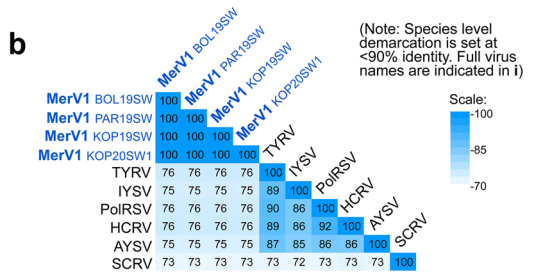 b
(Note: Species level
demarcation is set at
<90% identity. Full virus
names are indicated in i)
Scale:
-100
-85
-70
MerV1 BOL19SW
MerV1 PAR19SW
MerV1 KOP19SW
MerV1 KOP20SW1
TYRV
IYSV
PolRSV
HCRV
AYSV
SCRV
MerV1 BOL19SW 100
MerV1 PAR19SW 100 100
MerV1 KOP19SW 100 100 100
MerV1 KOP20SW1 100 100 100 100
TYRV 76 76 76 76 100
IYSV 75 75 75 75 89 100
PolRSV 76 76 76 76 90 86 100
HCRV 76 76 76 76 89 86 92 100
AYSV 75 75 75 75 87 85 86 86 100
SCRV 73 73 73 73 73 72 73 73 73 100